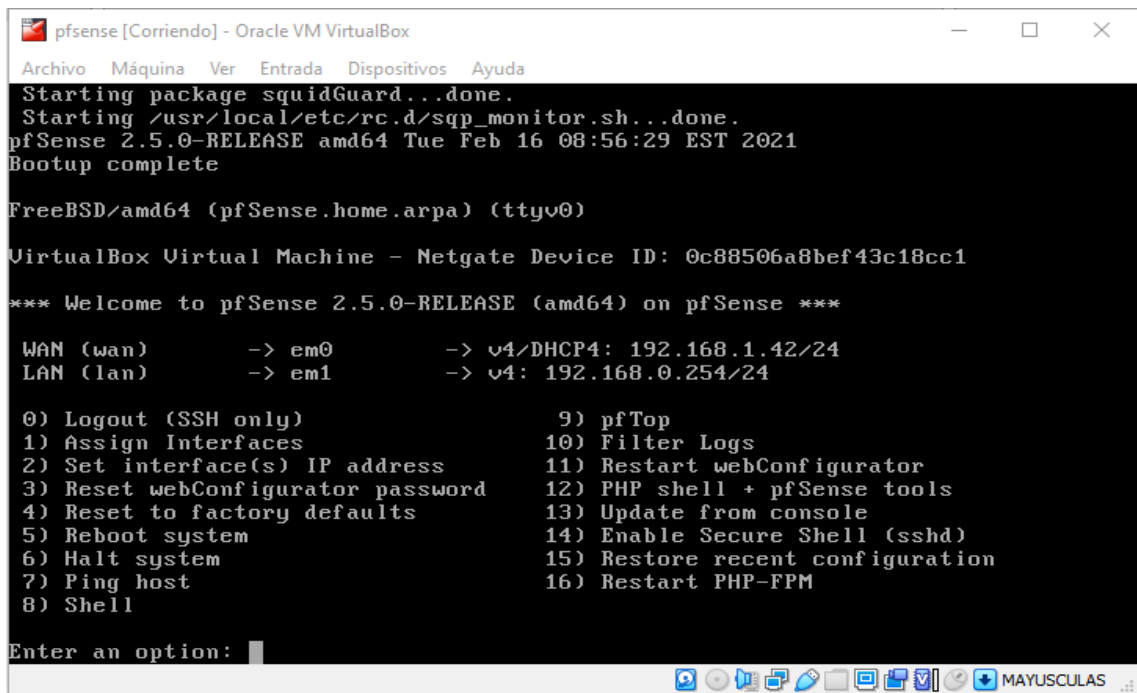 pfsense [Corriendo] - Oracle VM VirtualBox
Archivo Máquina Ver Entrada Dispositivos Ayuda
Starting package squidGuard...done.
Starting /usr/local/etc/rc.d/sqp_monitor.sh...done.
pfSense 2.5.0-RELEASE amd64 Tue Feb 16 08:56:29 EST 2021
Bootup complete
FreeBSD/amd64 (pfSense.home.arpa) (ttyv0)
VirtualBox Virtual Machine - Netgate Device ID: 0c88506a8bef43c18cc1
*** Welcome to pfSense 2.5.0-RELEASE (amd64) on pfSense ***
WAN (wan) -> em0 -> v4/DHCP4: 192.168.1.42/24
LAN (lan) -> em1 -> v4: 192.168.0.254/24
0) Logout (SSH only) 9) pfTop
1) Assign Interfaces 10) Filter Logs
2) Set interface(s) IP address 11) Restart webConfigurator
3) Reset webConfigurator password 12) PHP shell + pfSense tools
4) Reset to factory defaults 13) Update from console
5) Reboot system 14) Enable Secure Shell (sshd)
6) Halt system 15) Restore recent configuration
7) Ping host 16) Restart PHP-FPM
8) Shell
Enter an option:
MAYUSCULAS